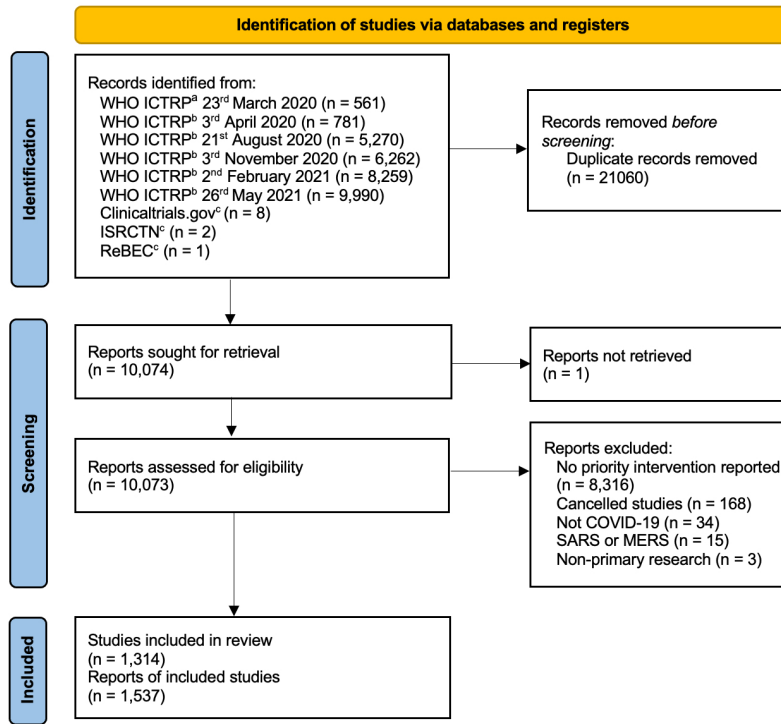 Identification of studies via databases and registers
Identification
Records identified from:
WHO ICTRPᵃ 23ʳᵈ March 2020 (n = 561)
WHO ICTRPᵇ 3ʳᵈ April 2020 (n = 781)
WHO ICTRPᵇ 21ˢᵗ August 2020 (n = 5,270)
WHO ICTRPᵇ 3ʳᵈ November 2020 (n = 6,262)
WHO ICTRPᵇ 2ⁿᵈ February 2021 (n = 8,259)
WHO ICTRPᵇ 26ʳᵈ May 2021 (n = 9,990)
Clinicaltrials.govᶜ (n = 8)
ISRCTNᶜ (n = 2)
ReBECᶜ (n = 1)
Records removed before
screening:
Duplicate records removed
(n = 21060)
Screening
Reports sought for retrieval
(n = 10,074)
Reports not retrieved
(n = 1)
Reports assessed for eligibility
(n = 10,073)
Reports excluded:
No priority intervention reported
(n = 8,316)
Cancelled studies (n = 168)
Not COVID-19 (n = 34)
SARS or MERS (n = 15)
Non-primary research (n = 3)
Included
Studies included in review
(n = 1,314)
Reports of included studies
(n = 1,537)